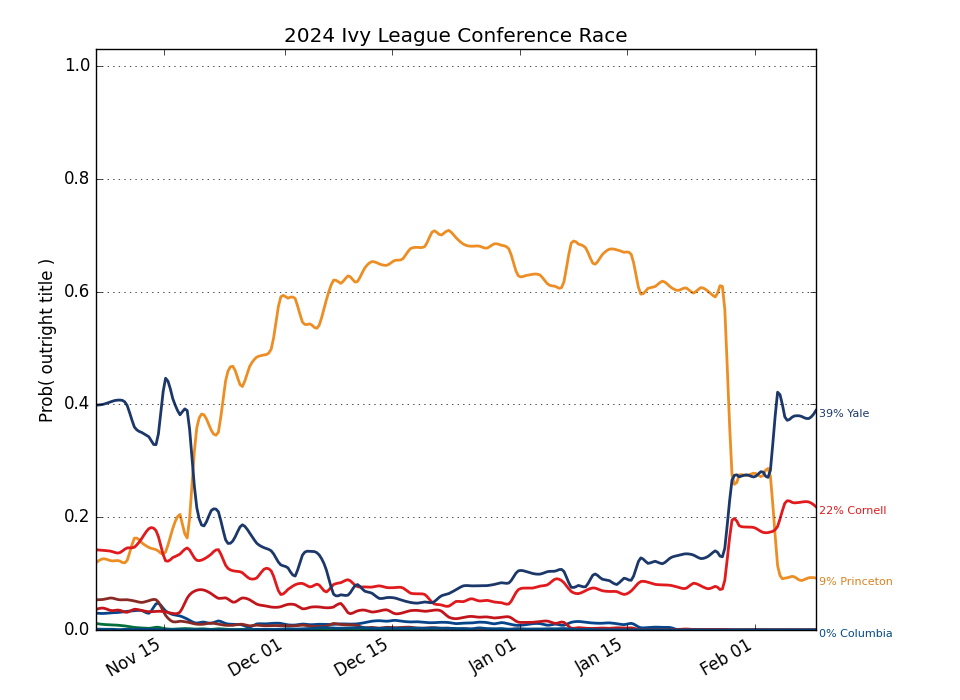 2024 Ivy League Conference Race
Prob( outright title )
1.0
0.8
0.6
0.4
0.2
0.0
39% Yale
22% Cornell
9% Princeton
0% Columbia
Nov 15
Dec 01
Dec 15
Jan 01
Jan 15
Feb 01